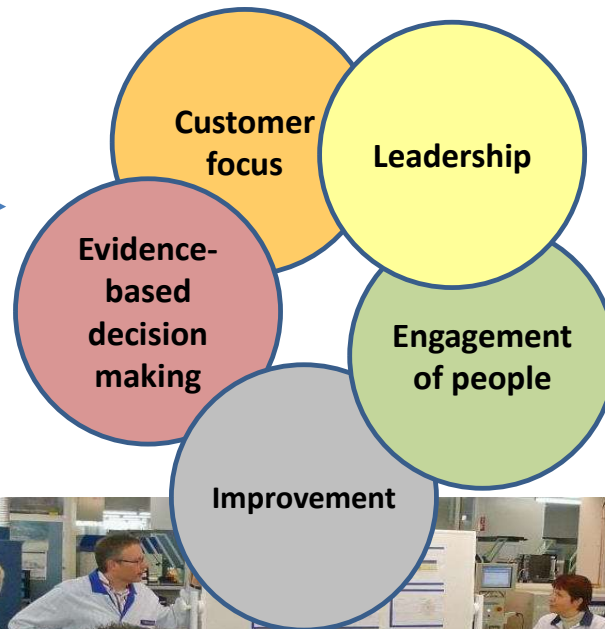 Customer
focus
Leadership
Evidence-
based
decision
making
Engagement
of people
Improvement